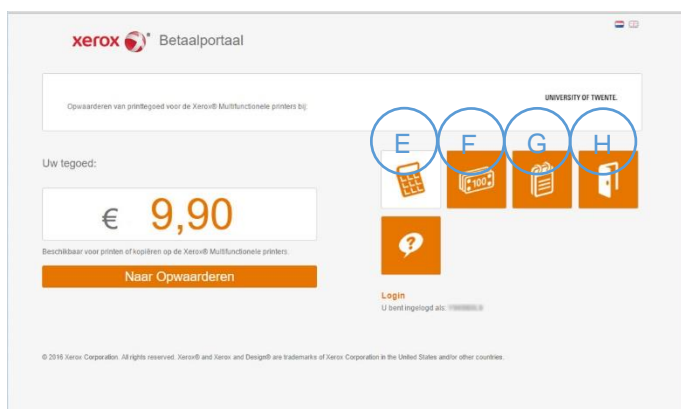 xerox Betaalportaal
UNIVERSITY OF TWENTE.
Opwaarderen van printtegoed voor de Xerox® Multifunctionele printers bij:
E F G H
Uw tegoed:
100
€ 9,90
Beschikbaar voor printen of kopiëren op de Xerox® Multifunctionele printers.
?
Naar Opwaarderen
Login
U bent ingelogd als:
© 2016 Xerox Corporation. All rights reserved. Xerox® and Xerox and Design® are trademarks of Xerox Corporation in the United States and/or other countries.